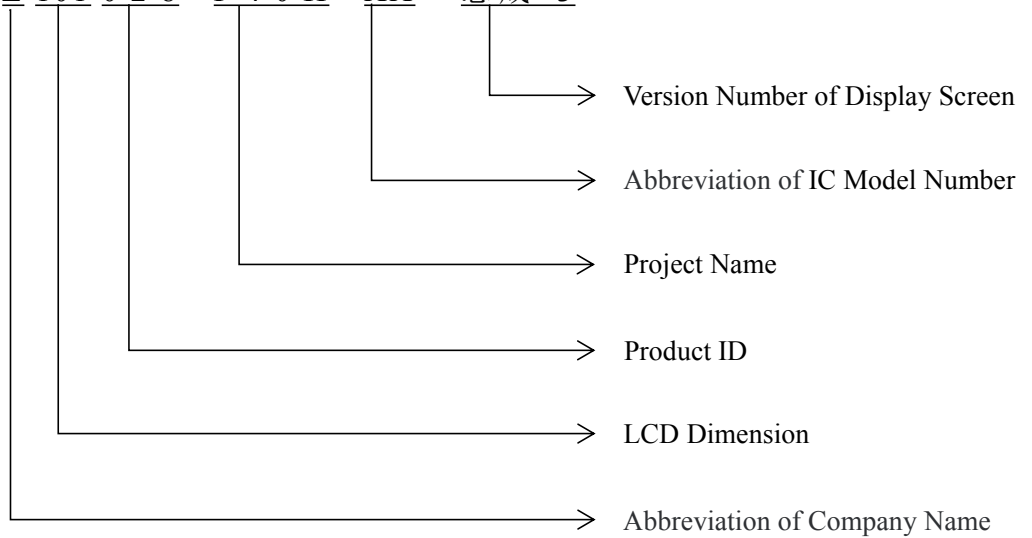 Version Number of Display Screen
Abbreviation of IC Model Number
Project Name
Product ID
LCD Dimension
Abbreviation of Company Name